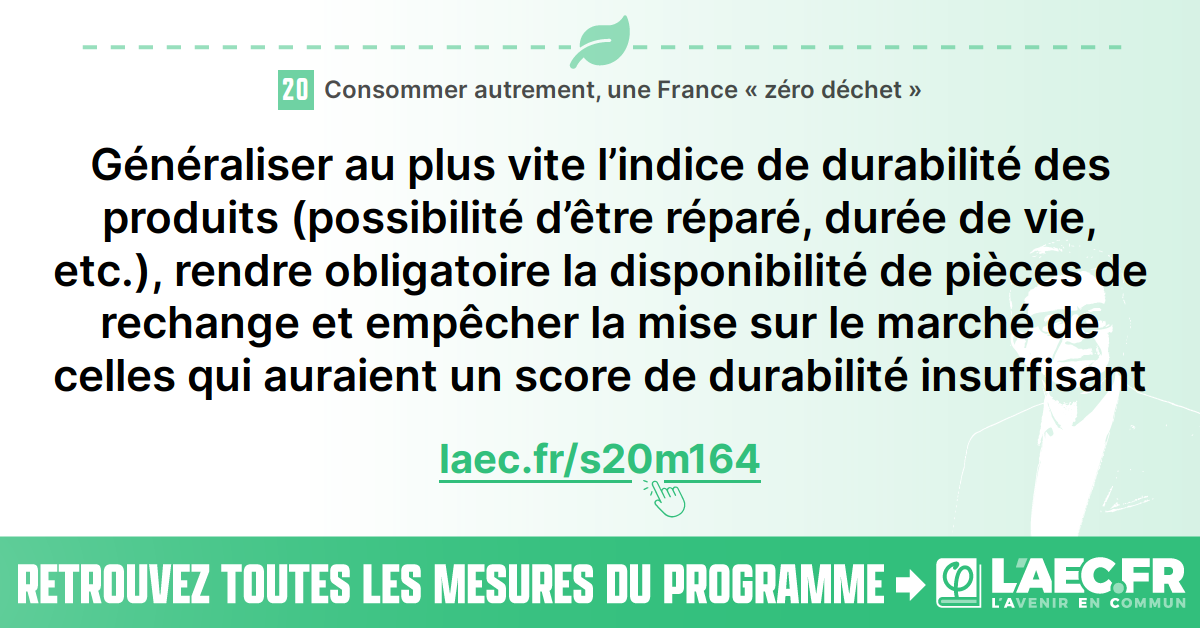 20 Consommer autrement, une France « zéro déchet »
Généraliser au plus vite l’indice de durabilité des
produits (possibilité d’être réparé, durée de vie,
etc.), rendre obligatoire la disponibilité de pièces de
rechange et empêcher la mise sur le marché de
celles qui auraient un score de durabilité insuffisant
laec.fr/s20m164
RETROUVEZ TOUTES LES MESURES DU PROGRAMME
L'AEC.FR
L'AVENIR EN COMMUN